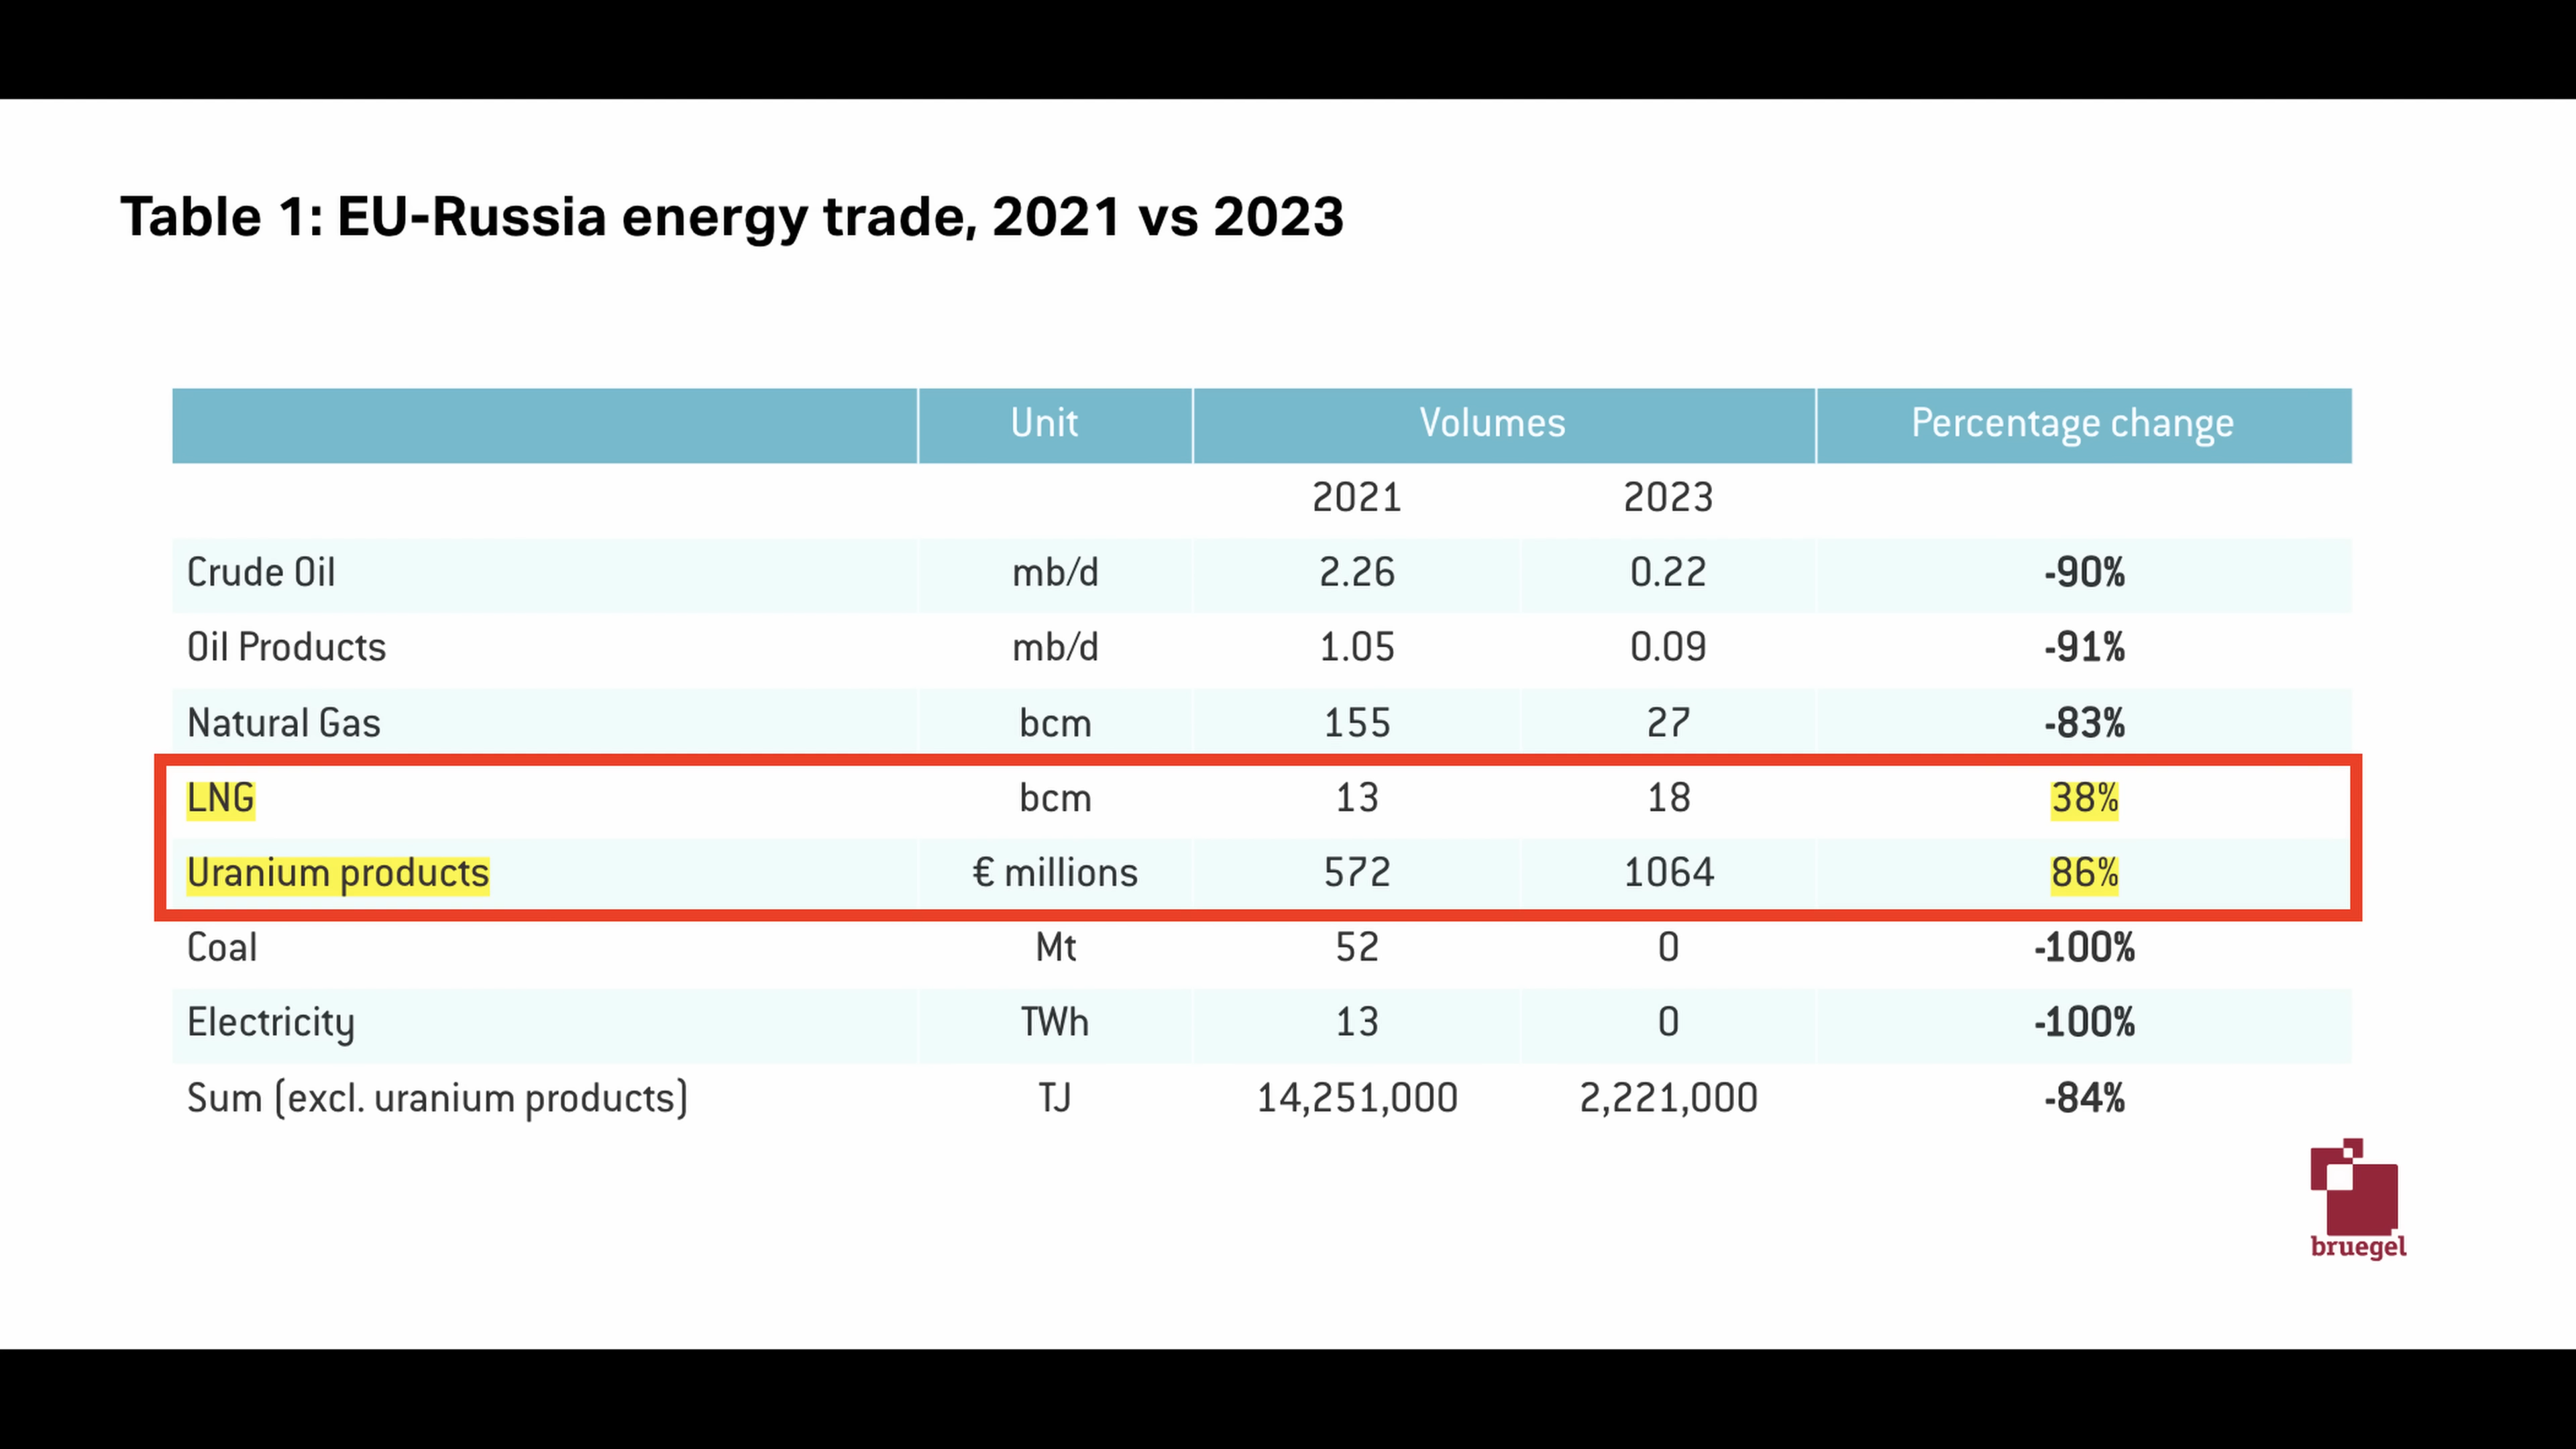 Table 1: EU-Russia energy trade, 2021 vs 2023
Unit Volumes Percentage change
2021 2023
Crude Oil mb/d 2.26 0.22 -90%
Oil Products mb/d 1.05 0.09 -91%
Natural Gas bcm 155 27 -83%
LNG bcm 13 18 38%
Uranium products € millions 572 1064 86%
Coal Mt 52 0 -100%
Electricity TWh 13 0 -100%
Sum (excl. uranium products) TJ 14,251,000 2,221,000 -84%
bruegel